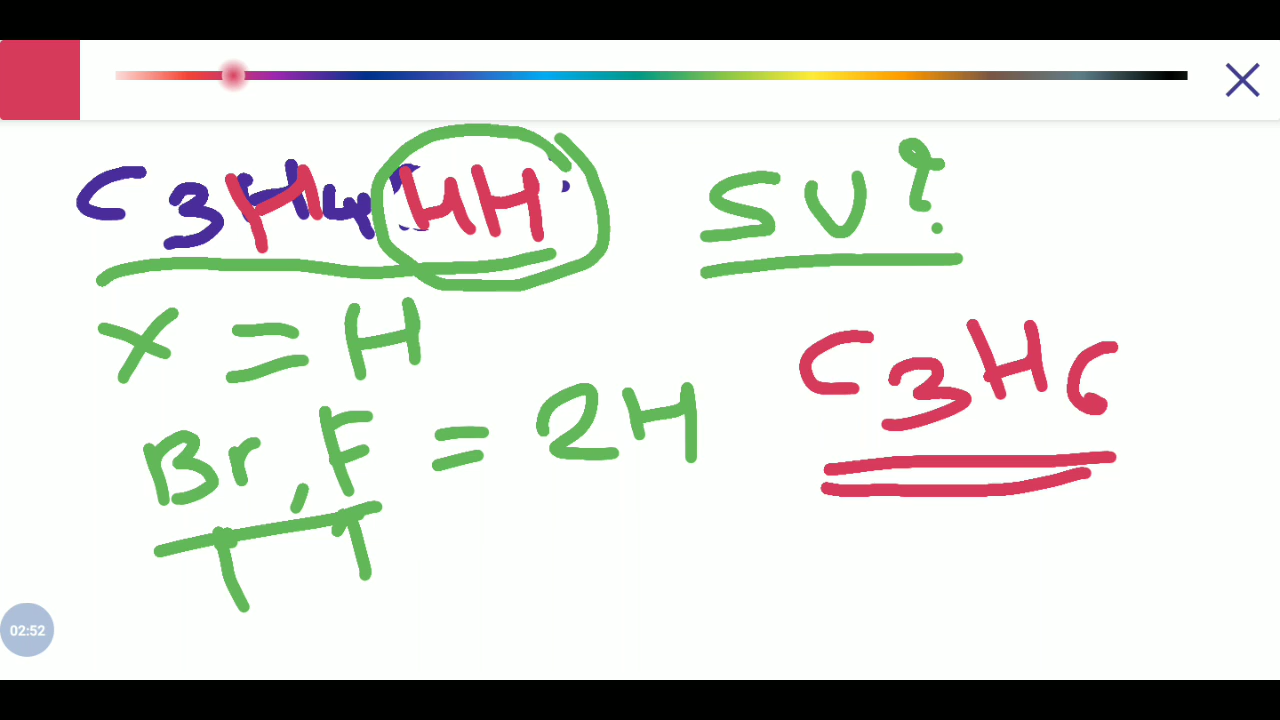 C3H4HH SV?
X = H
C3H6
Br, F = 2H
02:52